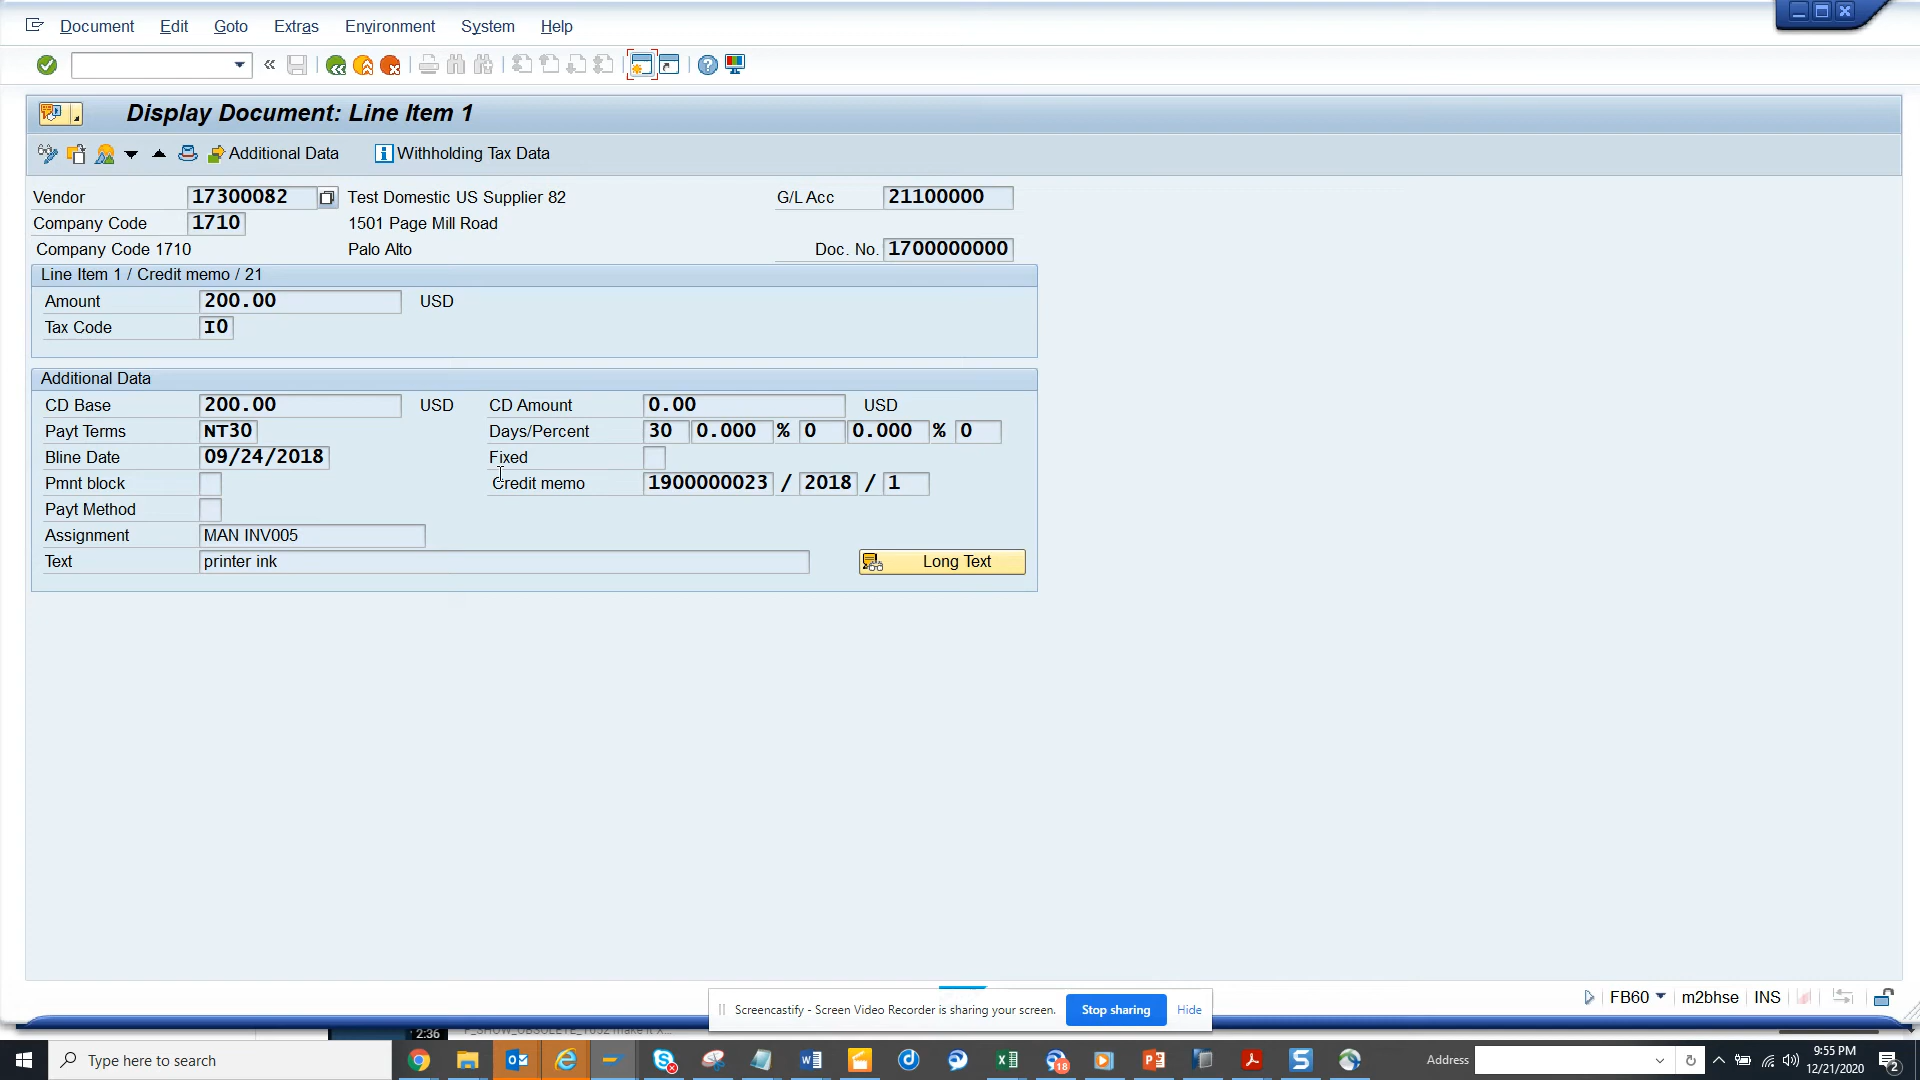 Document Edit Goto Extras Environment System Help
Display Document: Line Item 1
Additional Data Withholding Tax Data
Vendor 17300082 Test Domestic US Supplier 82 G/L Acc 21100000
Company Code 1710 1501 Page Mill Road
Company Code 1710 Palo Alto Doc. No. 1700000000
Line Item 1 / Credit memo / 21
Amount 200.00 USD
Tax Code I0
Additional Data
CD Base 200.00 USD CD Amount 0.00 USD
Payt Terms NT30 Days/Percent 30 0.000 % 0 0.000 % 0
Bline Date 09/24/2018 Fixed
Pmnt block Credit memo 1900000023 / 2018 / 1
Payt Method
Assignment MAN INV005
Text printer ink Long Text
FB60 m2bhse INS
Screencastify - Screen Video Recorder is sharing your screen. Stop sharing Hide
2:36
Type here to search Address 9:55 PM
18 12/21/2020 2